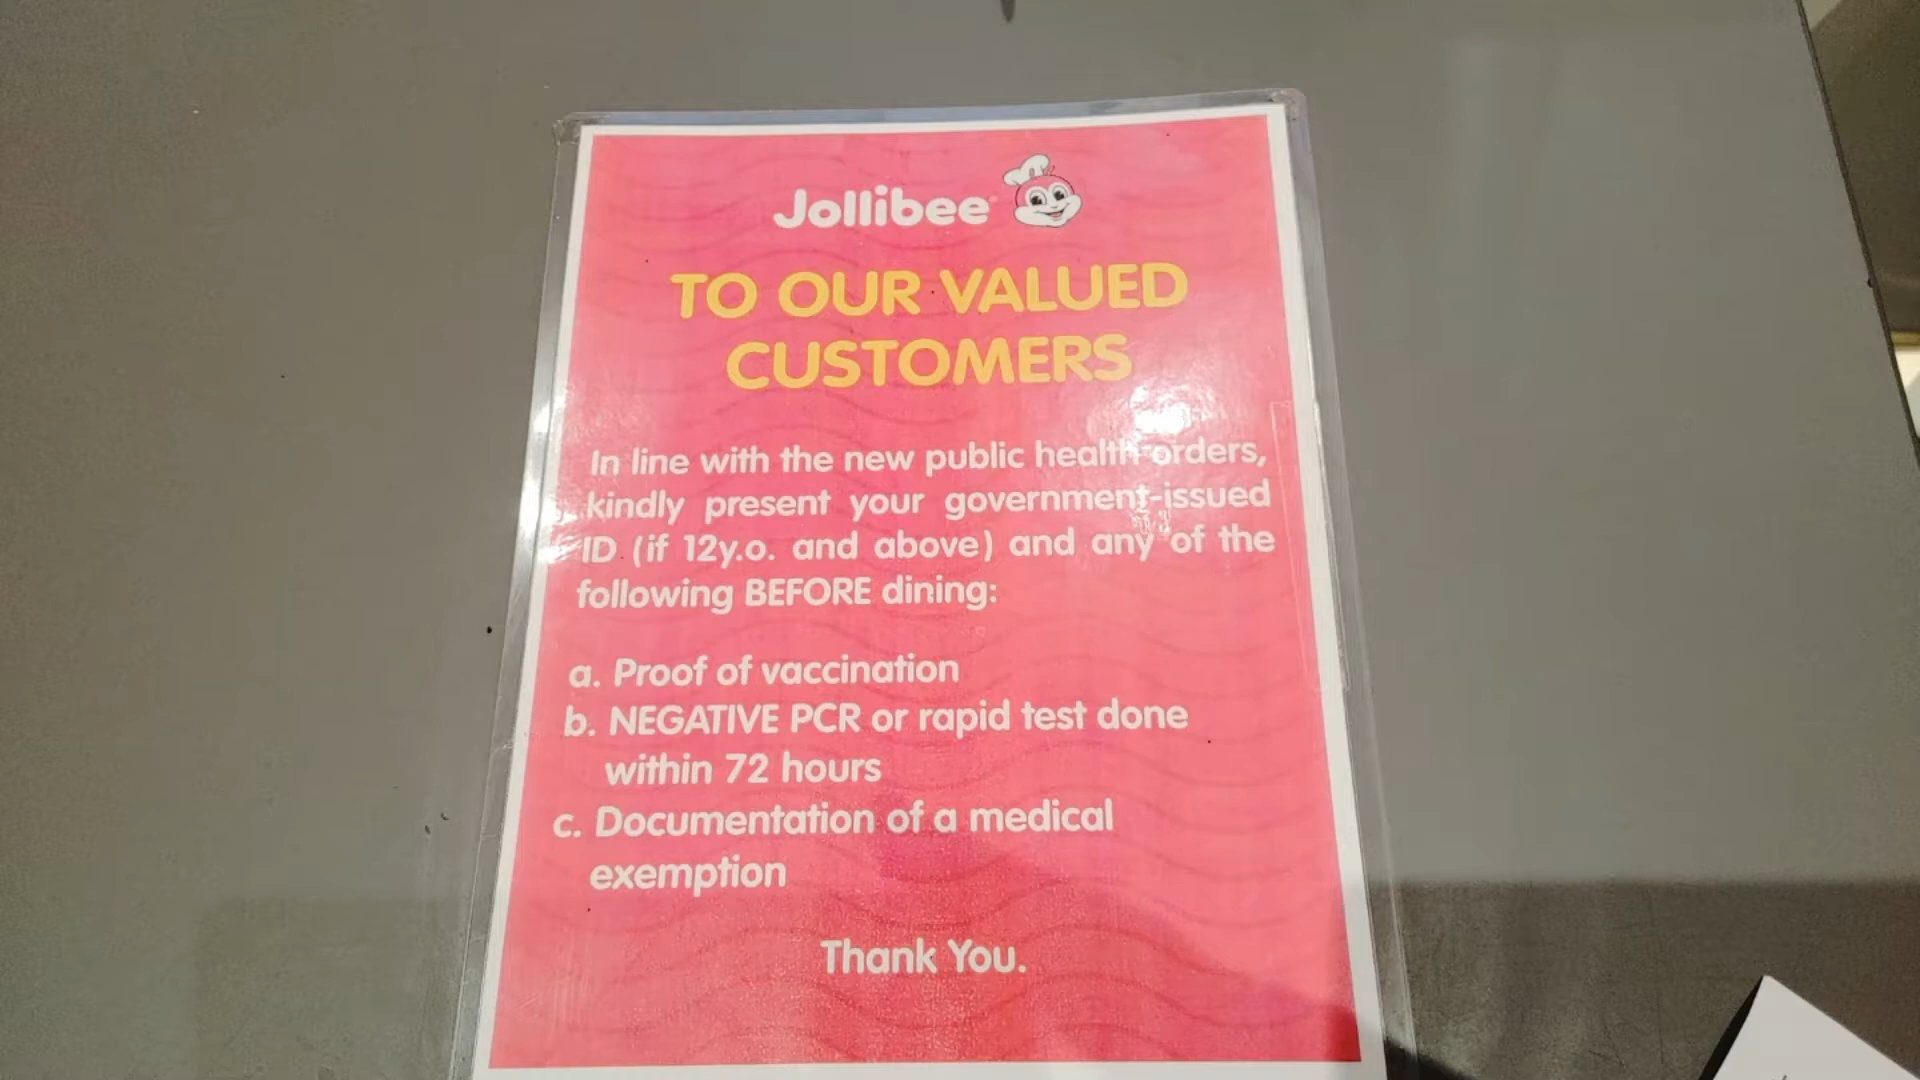 Jollibee
TO OUR VALUED
CUSTOMERS
In line with the new public health orders,
kindly present your government-issued
ID (if 12y.o. and above) and any of the
following BEFORE dining:
a. Proof of vaccination
b. NEGATIVE PCR or rapid test done
within 72 hours
c. Documentation of a medical
exemption
Thank You.